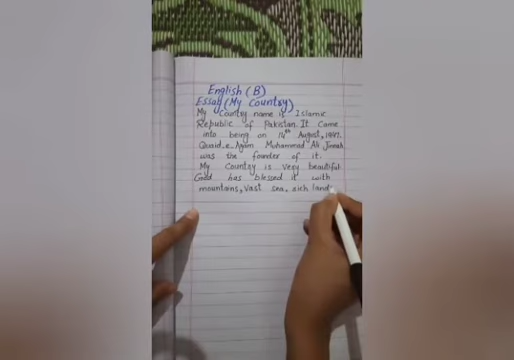 English (B)
Essay (My Country)
My Country name is Islamic
Republic of Pakistan. It Came
into being on 14th August, 1947.
Quaid.e.Azam Muhammad Ali Jinnah
was the founder of it.
My Country is very beautiful.
God has blessed it with
mountains, vast sea, rich land